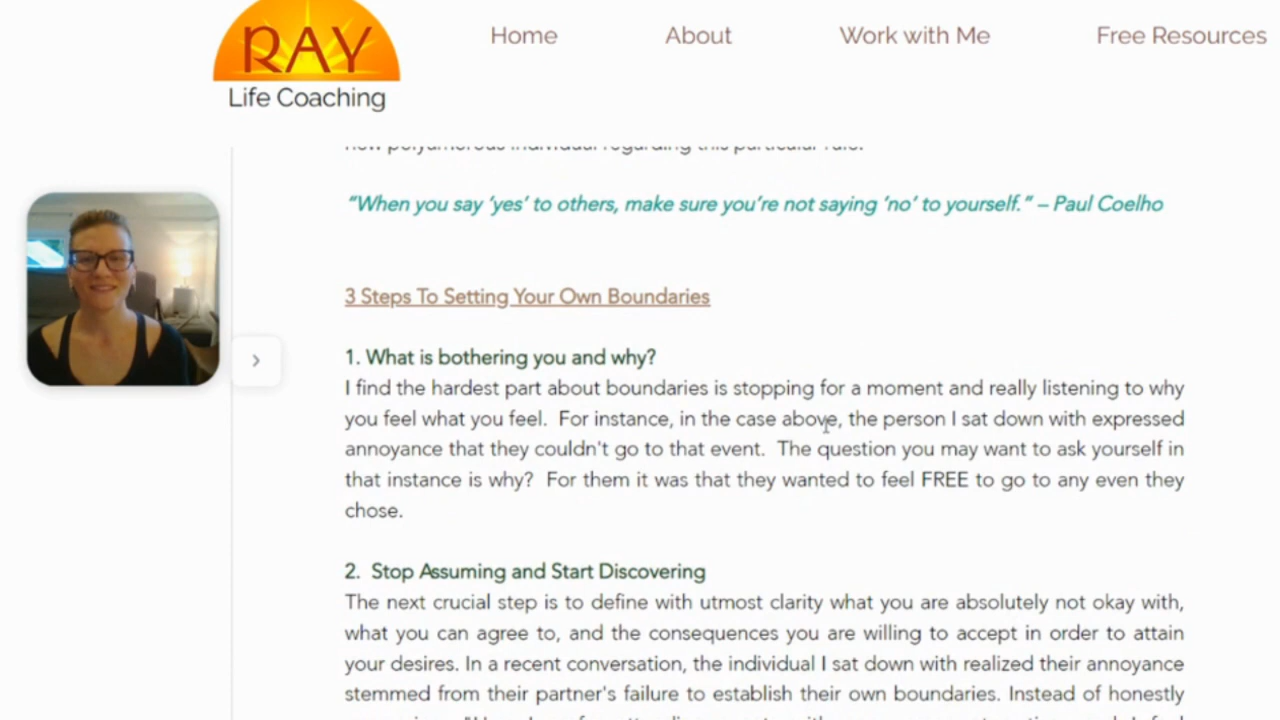 RAY
Life Coaching
Home About Work with Me Free Resources
"When you say 'yes' to others, make sure you're not saying 'no' to yourself." – Paul Coelho
3 Steps To Setting Your Own Boundaries
1. What is bothering you and why?
I find the hardest part about boundaries is stopping for a moment and really listening to why
you feel what you feel. For instance, in the case above, the person I sat down with expressed
annoyance that they couldn't go to that event. The question you may want to ask yourself in
that instance is why? For them it was that they wanted to feel FREE to go to any even they
chose.
2. Stop Assuming and Start Discovering
The next crucial step is to define with utmost clarity what you are absolutely not okay with,
what you can agree to, and the consequences you are willing to accept in order to attain
your desires. In a recent conversation, the individual I sat down with realized their annoyance
stemmed from their partner's failure to establish their own boundaries. Instead of honestly